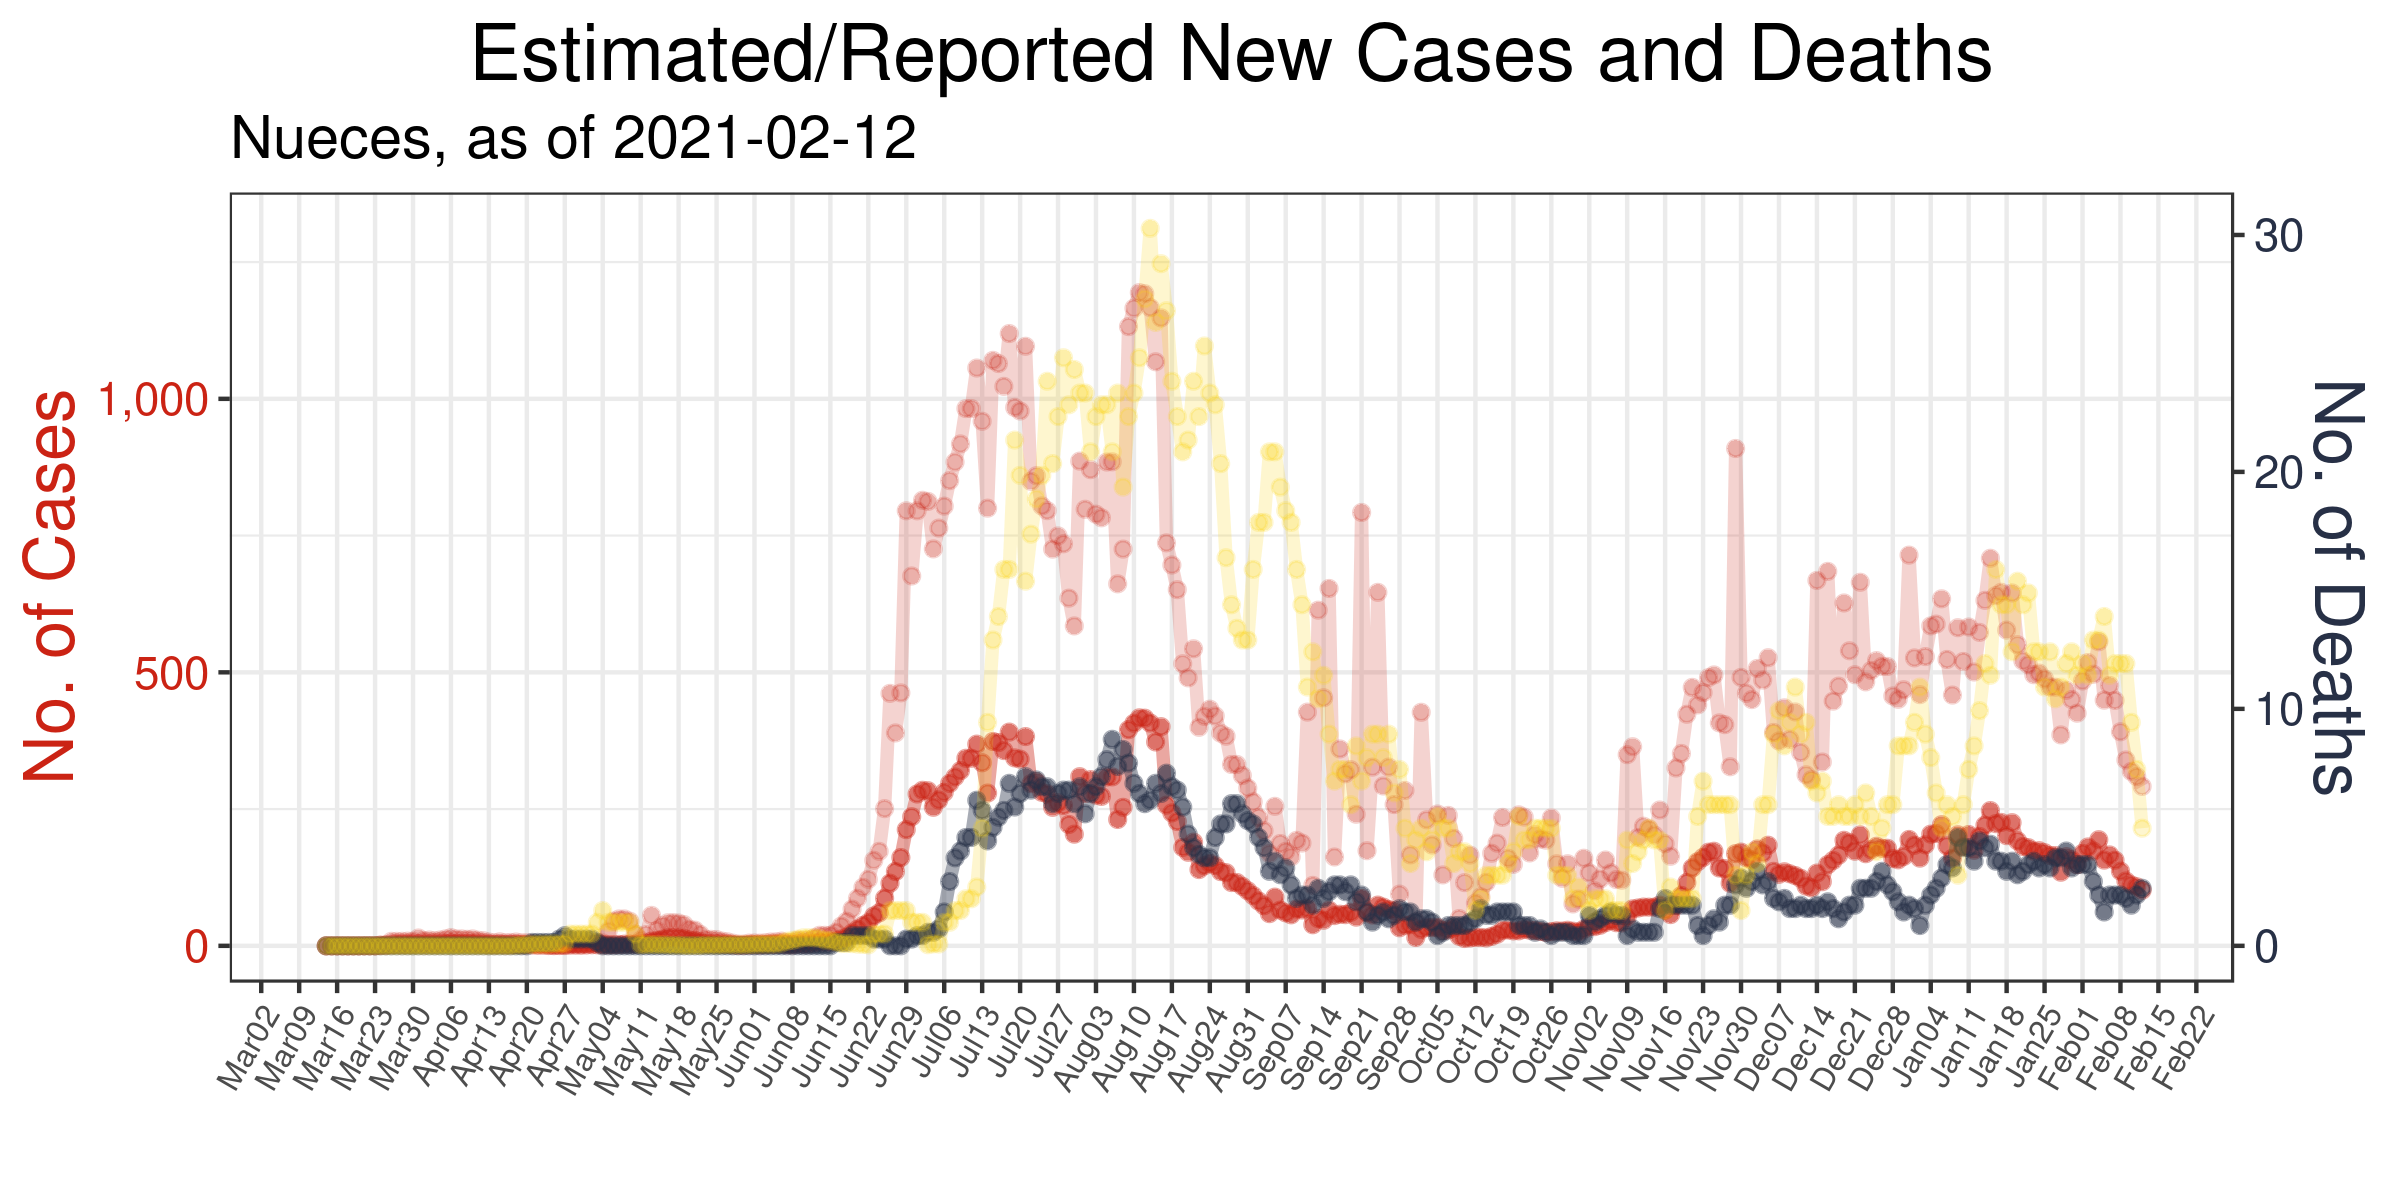 Estimated/Reported New Cases and Deaths
Nueces, as of 2021-02-12
No. of Cases
1,000
500
0
30
20
10
0
No. of Deaths
Mar02
Mar09
Mar16
Mar23
Mar30
Apr06
Apr13
Apr20
Apr27
May04
May11
May18
May25
Jun01
Jun08
Jun15
Jun22
Jun29
Jul06
Jul13
Jul20
Jul27
Aug03
Aug10
Aug17
Aug24
Aug31
Sep07
Sep14
Sep21
Sep28
Oct05
Oct12
Oct19
Oct26
Nov02
Nov09
Nov16
Nov23
Nov30
Dec07
Dec14
Dec21
Dec28
Jan04
Jan11
Jan18
Jan25
Feb01
Feb08
Feb15
Feb22